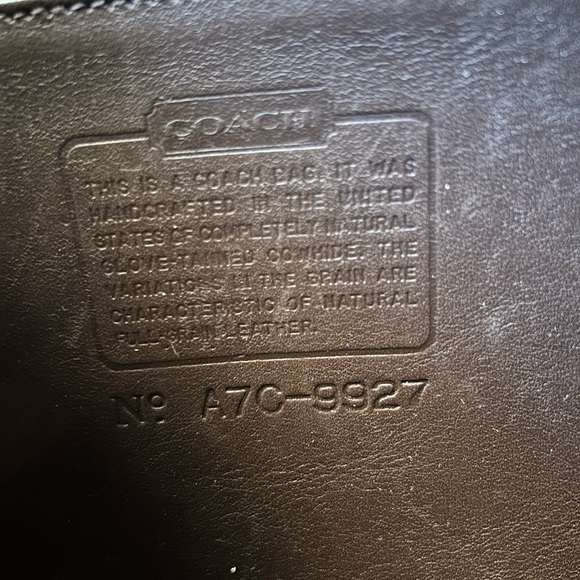 COACH
THIS IS A COACH BAG. IT WAS
HANDCRAFTED IN THE UNITED
STATES OF COMPLETELY NATURAL
GLOVE-TANNED COWHIDE. THE
VARIATIONS IN THE GRAIN ARE
CHARACTERISTIC OF NATURAL
FULL-GRAIN LEATHER.
Nº A7C-9927